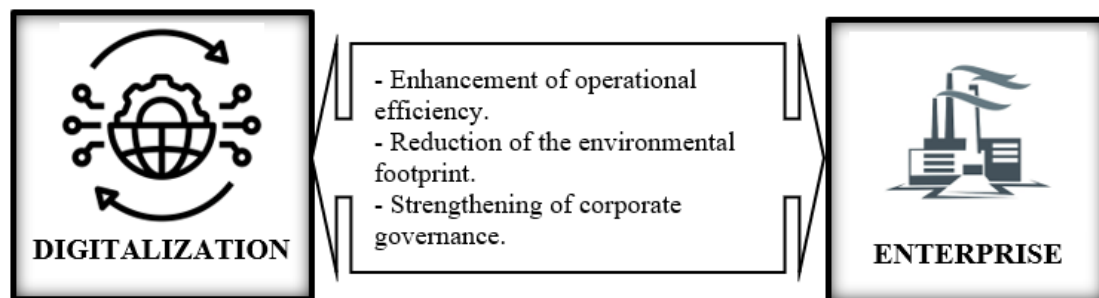 DIGITALIZATION
- Enhancement of operational
efficiency.
- Reduction of the environmental
footprint.
- Strengthening of corporate
governance.
ENTERPRISE